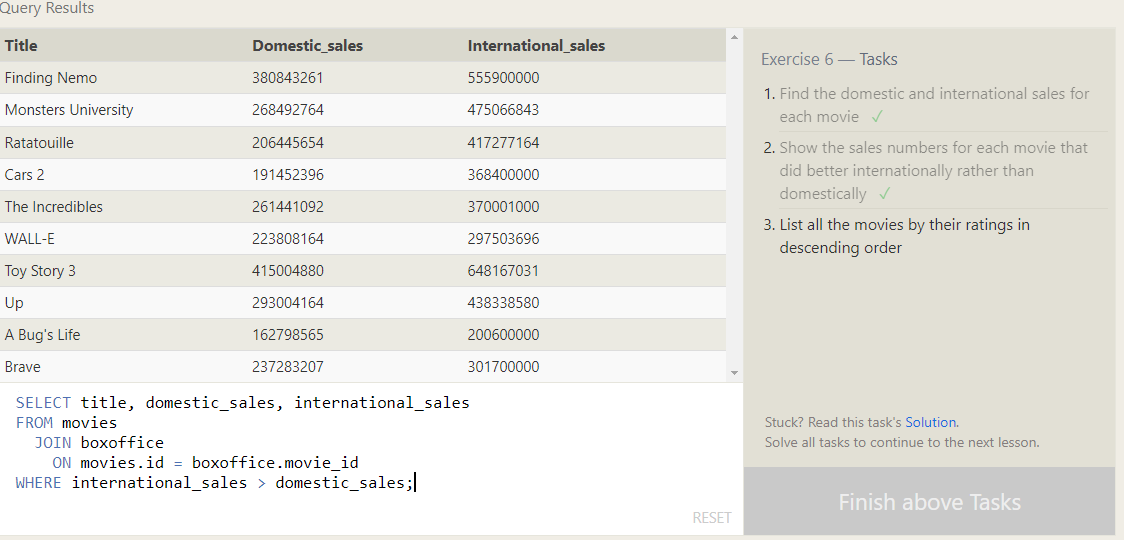 Query Results
Title Domestic_sales International_sales
Finding Nemo 380843261 555900000
Monsters University 268492764 475066843
Ratatouille 206445654 417277164
Cars 2 191452396 368400000
The Incredibles 261441092 370001000
WALL-E 223808164 297503696
Toy Story 3 415004880 648167031
Up 293004164 438338580
A Bug's Life 162798565 200600000
Brave 237283207 301700000
SELECT title, domestic_sales, international_sales
FROM movies
JOIN boxoffice
ON movies.id = boxoffice.movie_id
WHERE international_sales > domestic_sales;
RESET
Exercise 6 — Tasks
1. Find the domestic and international sales for
each movie ✓
2. Show the sales numbers for each movie that
did better internationally rather than
domestically ✓
3. List all the movies by their ratings in
descending order
Stuck? Read this task's Solution.
Solve all tasks to continue to the next lesson.
Finish above Tasks